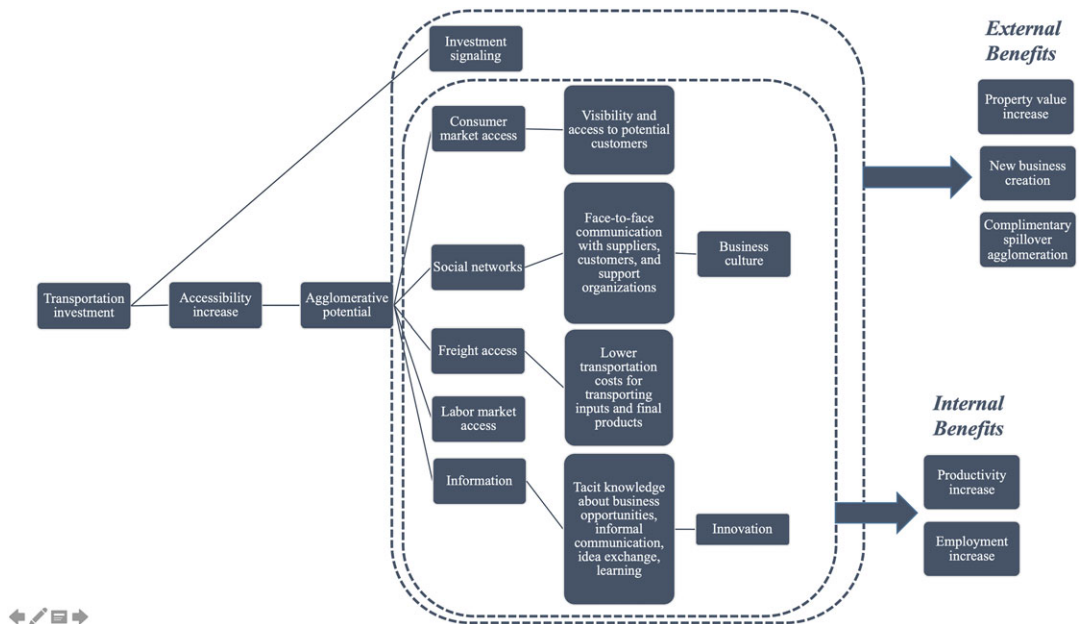 Investment
signaling
External
Benefits
Property value
increase
New business
creation
Complimentary
spillover
agglomeration
Consumer
market access
Visibility and
access to potential
customers
Social networks
Face-to-face
communication
with suppliers,
customers, and
support
organizations
Business
culture
Transportation
investment
Accessibility
increase
Agglomerative
potential
Freight access
Lower
transportation
costs for
transporting
inputs and final
products
Labor market
access
Information
Tacit knowledge
about business
opportunities,
informal
communication,
idea exchange,
learning
Innovation
Internal
Benefits
Productivity
increase
Employment
increase